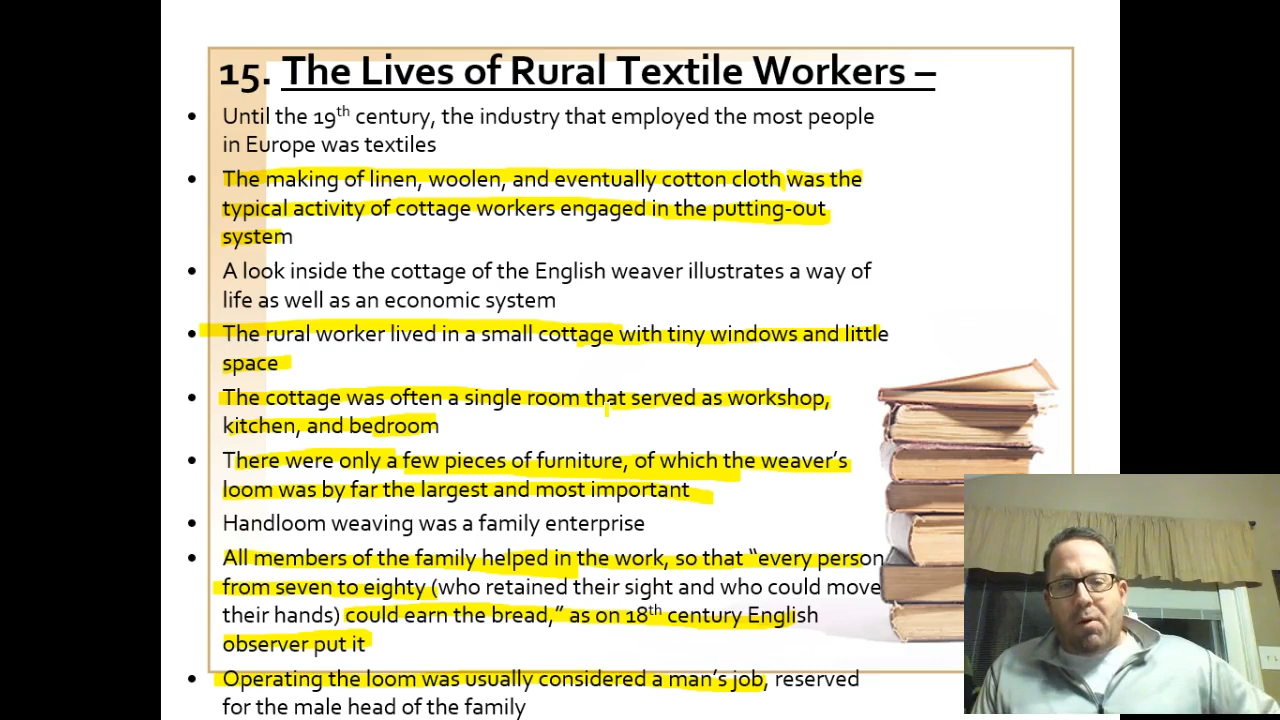 15. The Lives of Rural Textile Workers –
• Until the 19th century, the industry that employed the most people
in Europe was textiles
• The making of linen, woolen, and eventually cotton cloth was the
typical activity of cottage workers engaged in the putting-out
system
• A look inside the cottage of the English weaver illustrates a way of
life as well as an economic system
• The rural worker lived in a small cottage with tiny windows and little
space
• The cottage was often a single room that served as workshop,
kitchen, and bedroom
• There were only a few pieces of furniture, of which the weaver's
loom was by far the largest and most important
• Handloom weaving was a family enterprise
• All members of the family helped in the work, so that “every person
from seven to eighty (who retained their sight and who could move
their hands) could earn the bread,” as on 18th century English
observer put it
• Operating the loom was usually considered a man's job, reserved
for the male head of the family